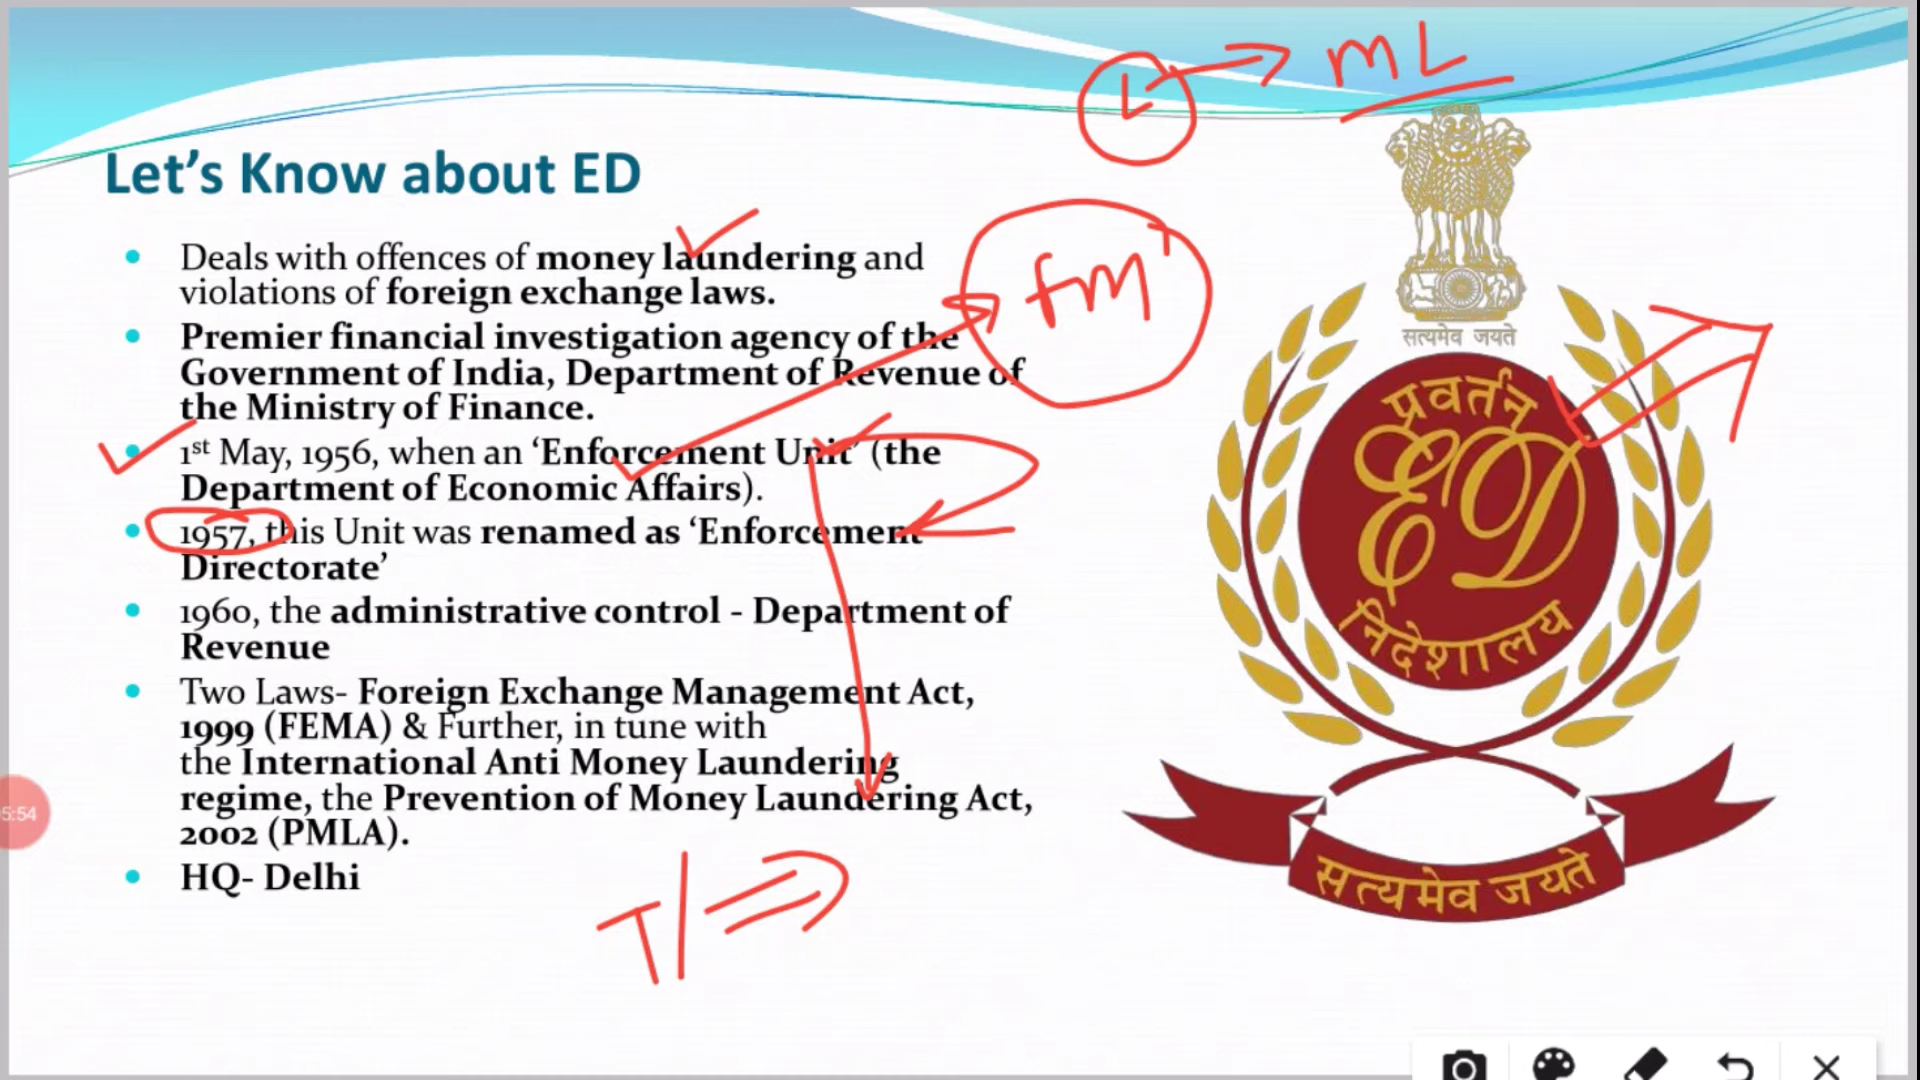 mL
L
Let's Know about ED
Deals with offences of money laundering and
violations of foreign exchange laws.
fm
Premier financial investigation agency of the
Government of India, Department of Revenue of
the Ministry of Finance.
1st May, 1956, when an ‘Enforcement Unit’ (the
Department of Economic Affairs).
1957, this Unit was renamed as ‘Enforcement
Directorate’
1960, the administrative control - Department of
Revenue
Two Laws- Foreign Exchange Management Act,
1999 (FEMA) & Further, in tune with
the International Anti Money Laundering
regime, the Prevention of Money Laundering Act,
2002 (PMLA).
HQ- Delhi
सत्यमेव जयते
प्रवर्तन
ED
निदेशालय
सत्यमेव जयते
5:54